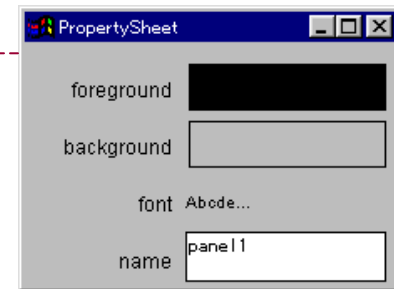 PropertySheet
foreground
background
font Abcde...
name panel1